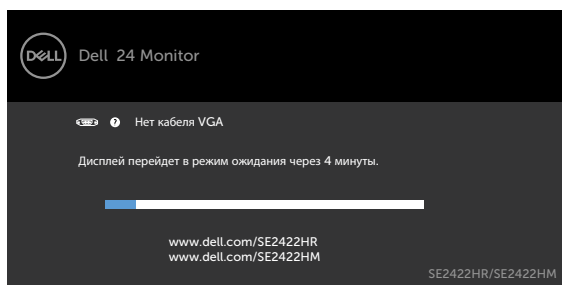 DELL
Dell 24 Monitor
? Нет кабеля VGA
Дисплей перейдет в режим ожидания через 4 минуты.
www.dell.com/SE2422HR
www.dell.com/SE2422HM
SE2422HR/SE2422HM